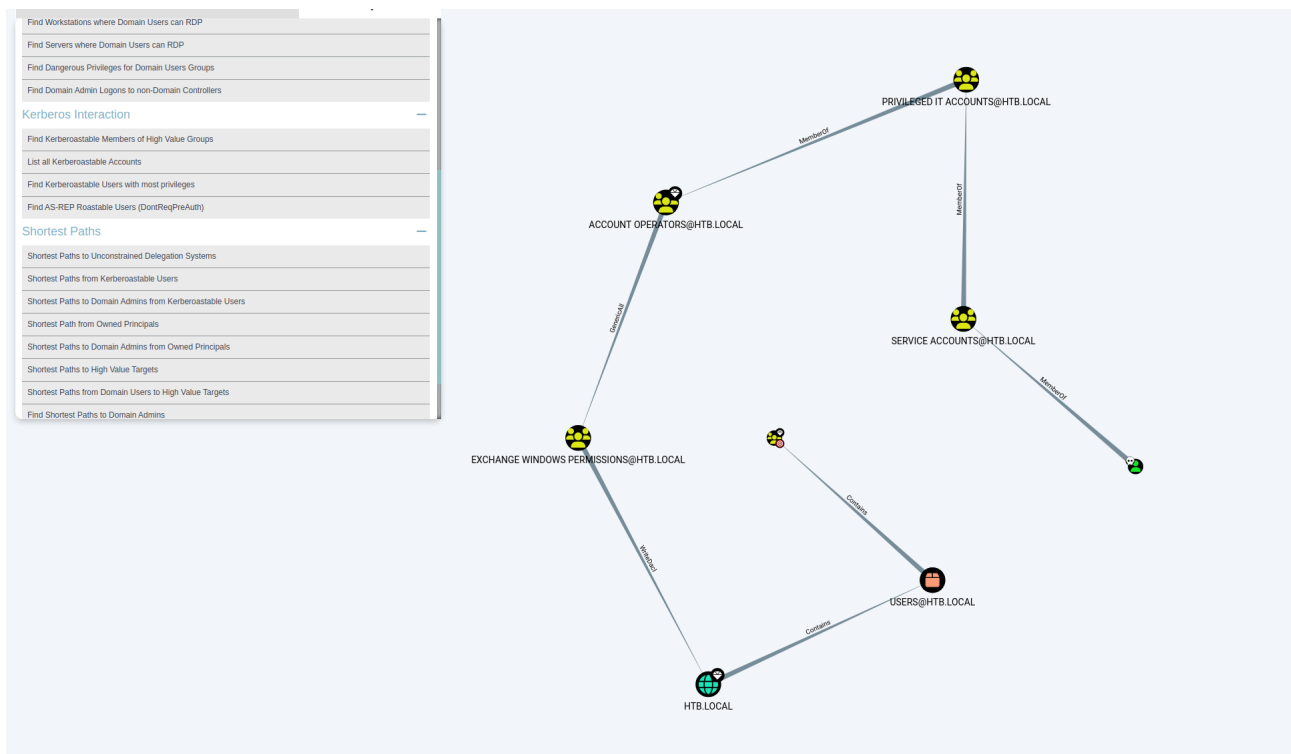 Find Workstations where Domain Users can RDP
Find Servers where Domain Users can RDP
Find Dangerous Privileges for Domain Users Groups
Find Domain Admin Logons to non-Domain Controllers
Kerberos Interaction
Find Kerberoastable Members of High Value Groups
List all Kerberoastable Accounts
Find Kerberoastable Users with most privileges
Find AS-REP Roastable Users (DontReqPreAuth)
Shortest Paths
Shortest Paths to Unconstrained Delegation Systems
Shortest Paths from Kerberoastable Users
Shortest Paths to Domain Admins from Kerberoastable Users
Shortest Path from Owned Principals
Shortest Paths to Domain Admins from Owned Principals
Shortest Paths to High Value Targets
Shortest Paths from Domain Users to High Value Targets
Find Shortest Paths to Domain Admins
PRIVILEGED IT ACCOUNTS@HTB.LOCAL
MemberOf
MemberOf
ACCOUNT OPERATORS@HTB.LOCAL
GenericAll
SERVICE ACCOUNTS@HTB.LOCAL
MemberOf
EXCHANGE WINDOWS PERMISSIONS@HTB.LOCAL
Contains
WriteDacl
USERS@HTB.LOCAL
Contains
HTB.LOCAL